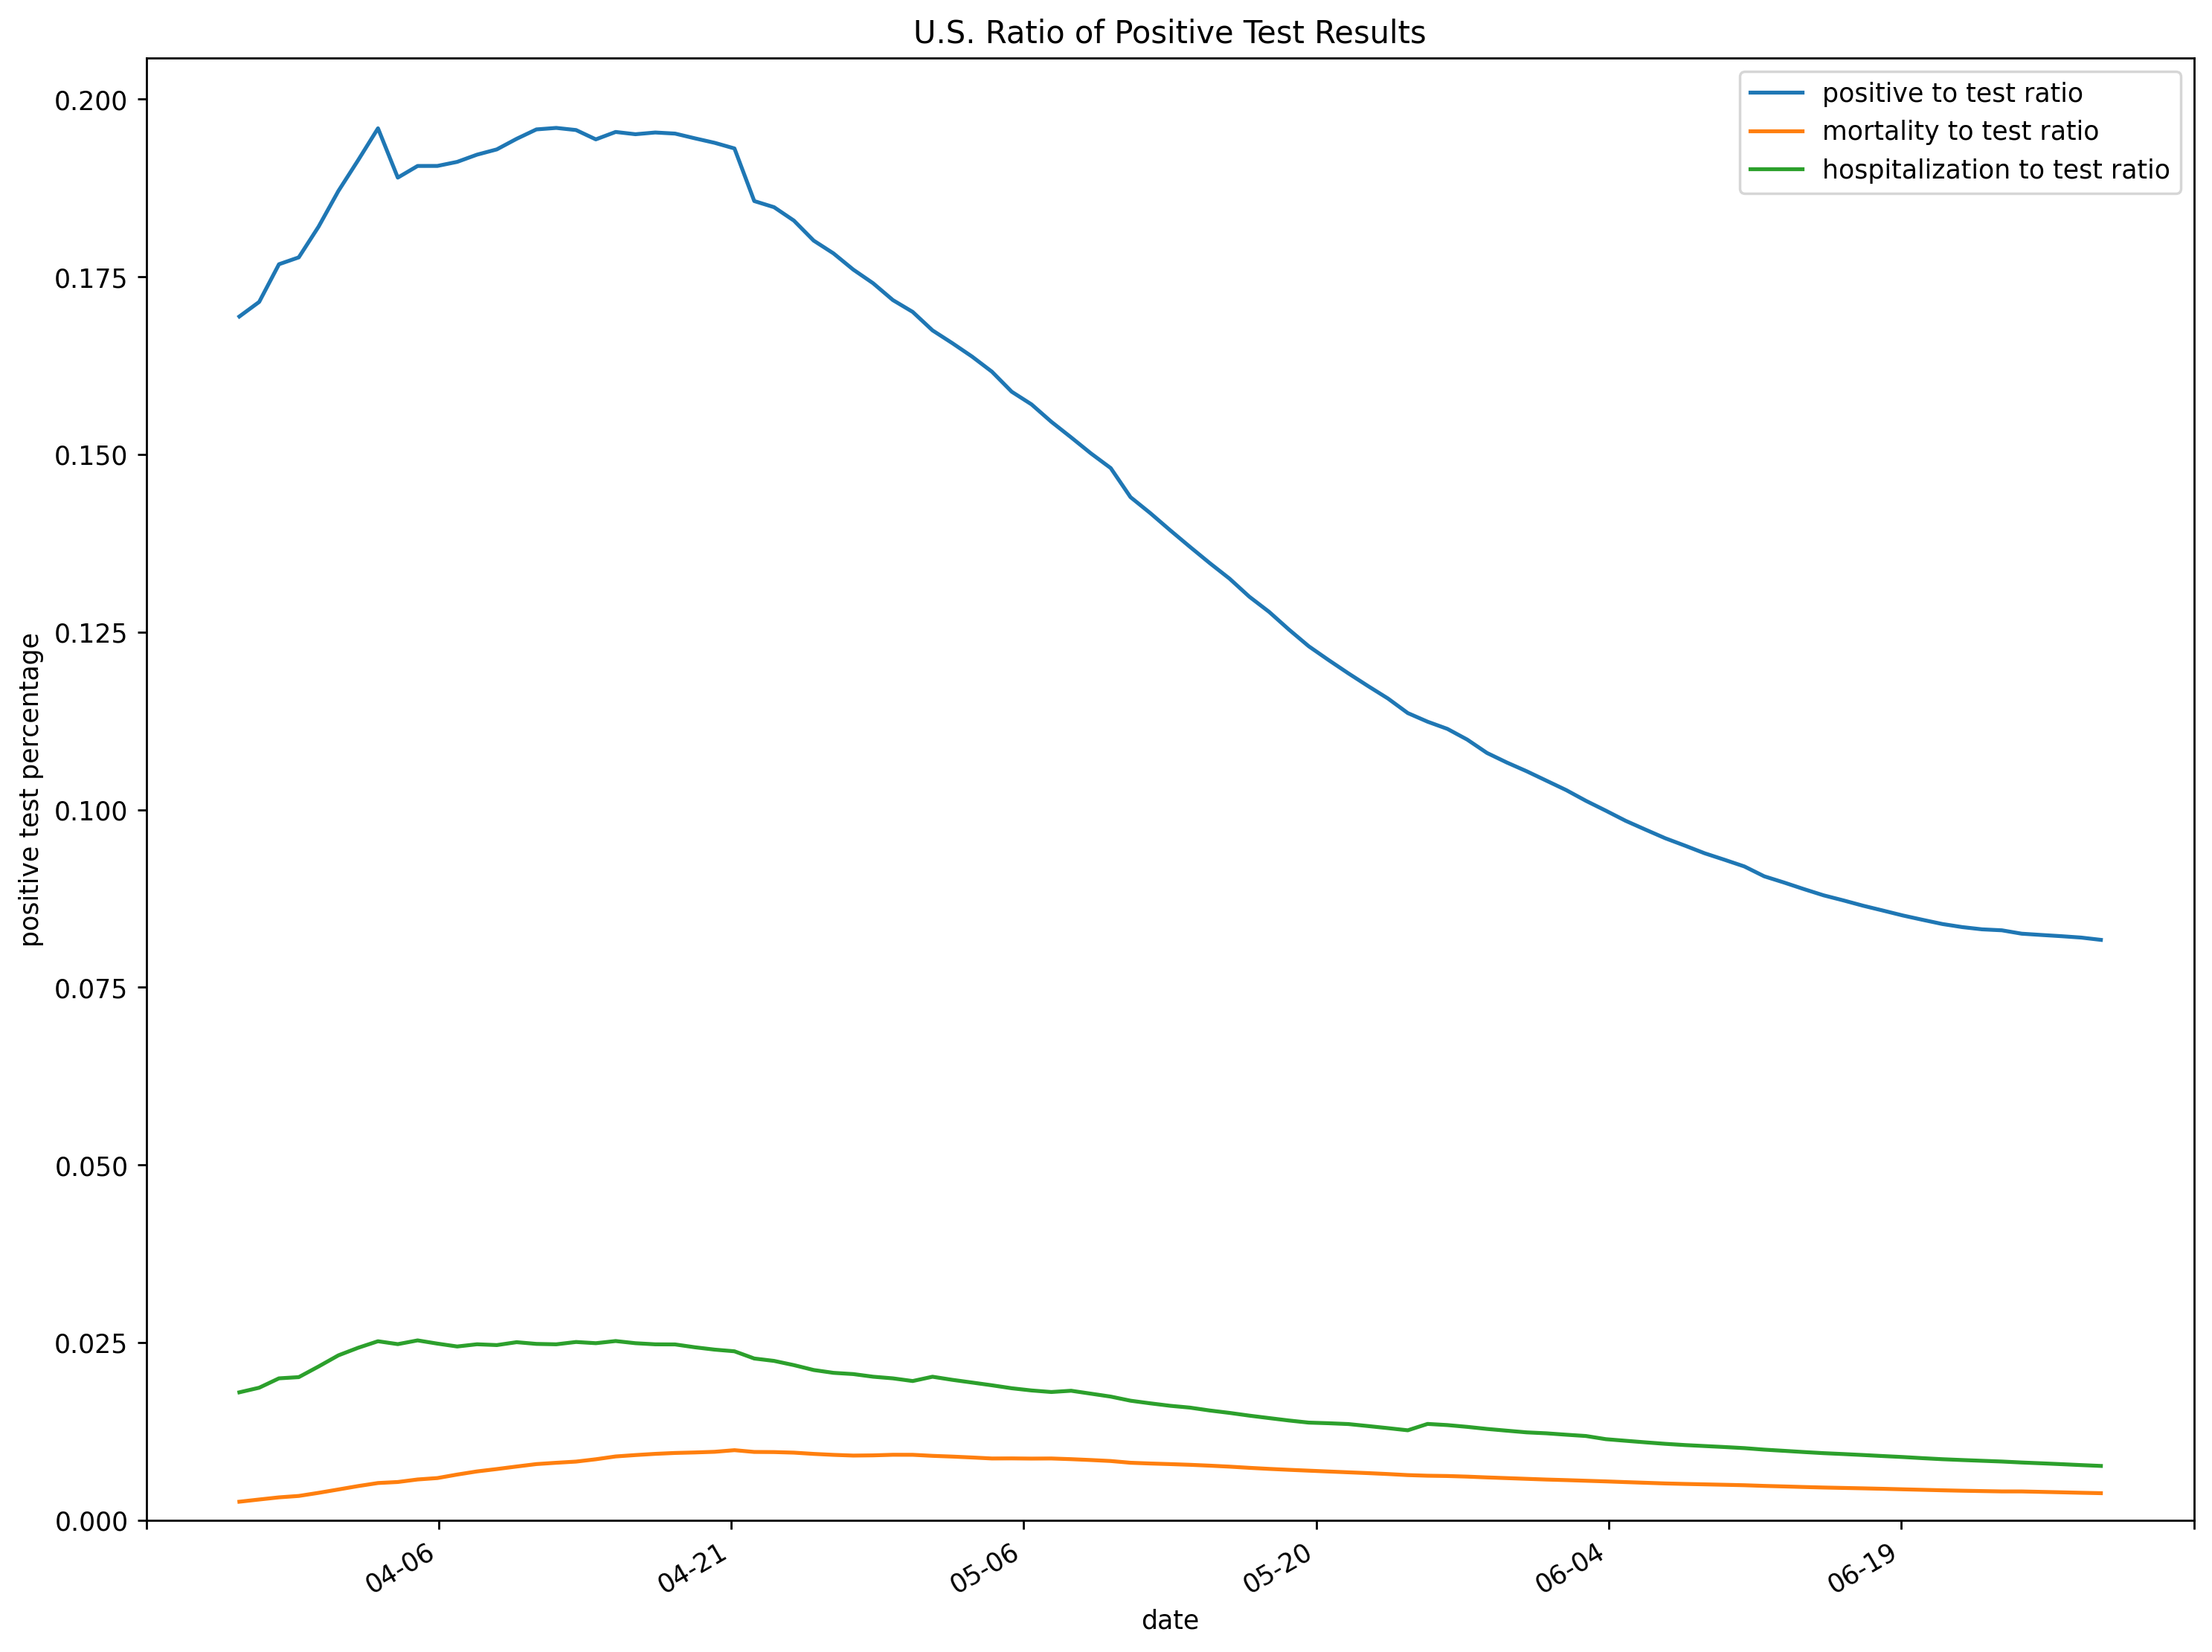 U.S. Ratio of Positive Test Results
positive to test ratio
mortality to test ratio
hospitalization to test ratio
positive test percentage
0.200
0.175
0.150
0.125
0.100
0.075
0.050
0.025
0.000
04-06
04-21
05-06
05-20
06-04
06-19
date